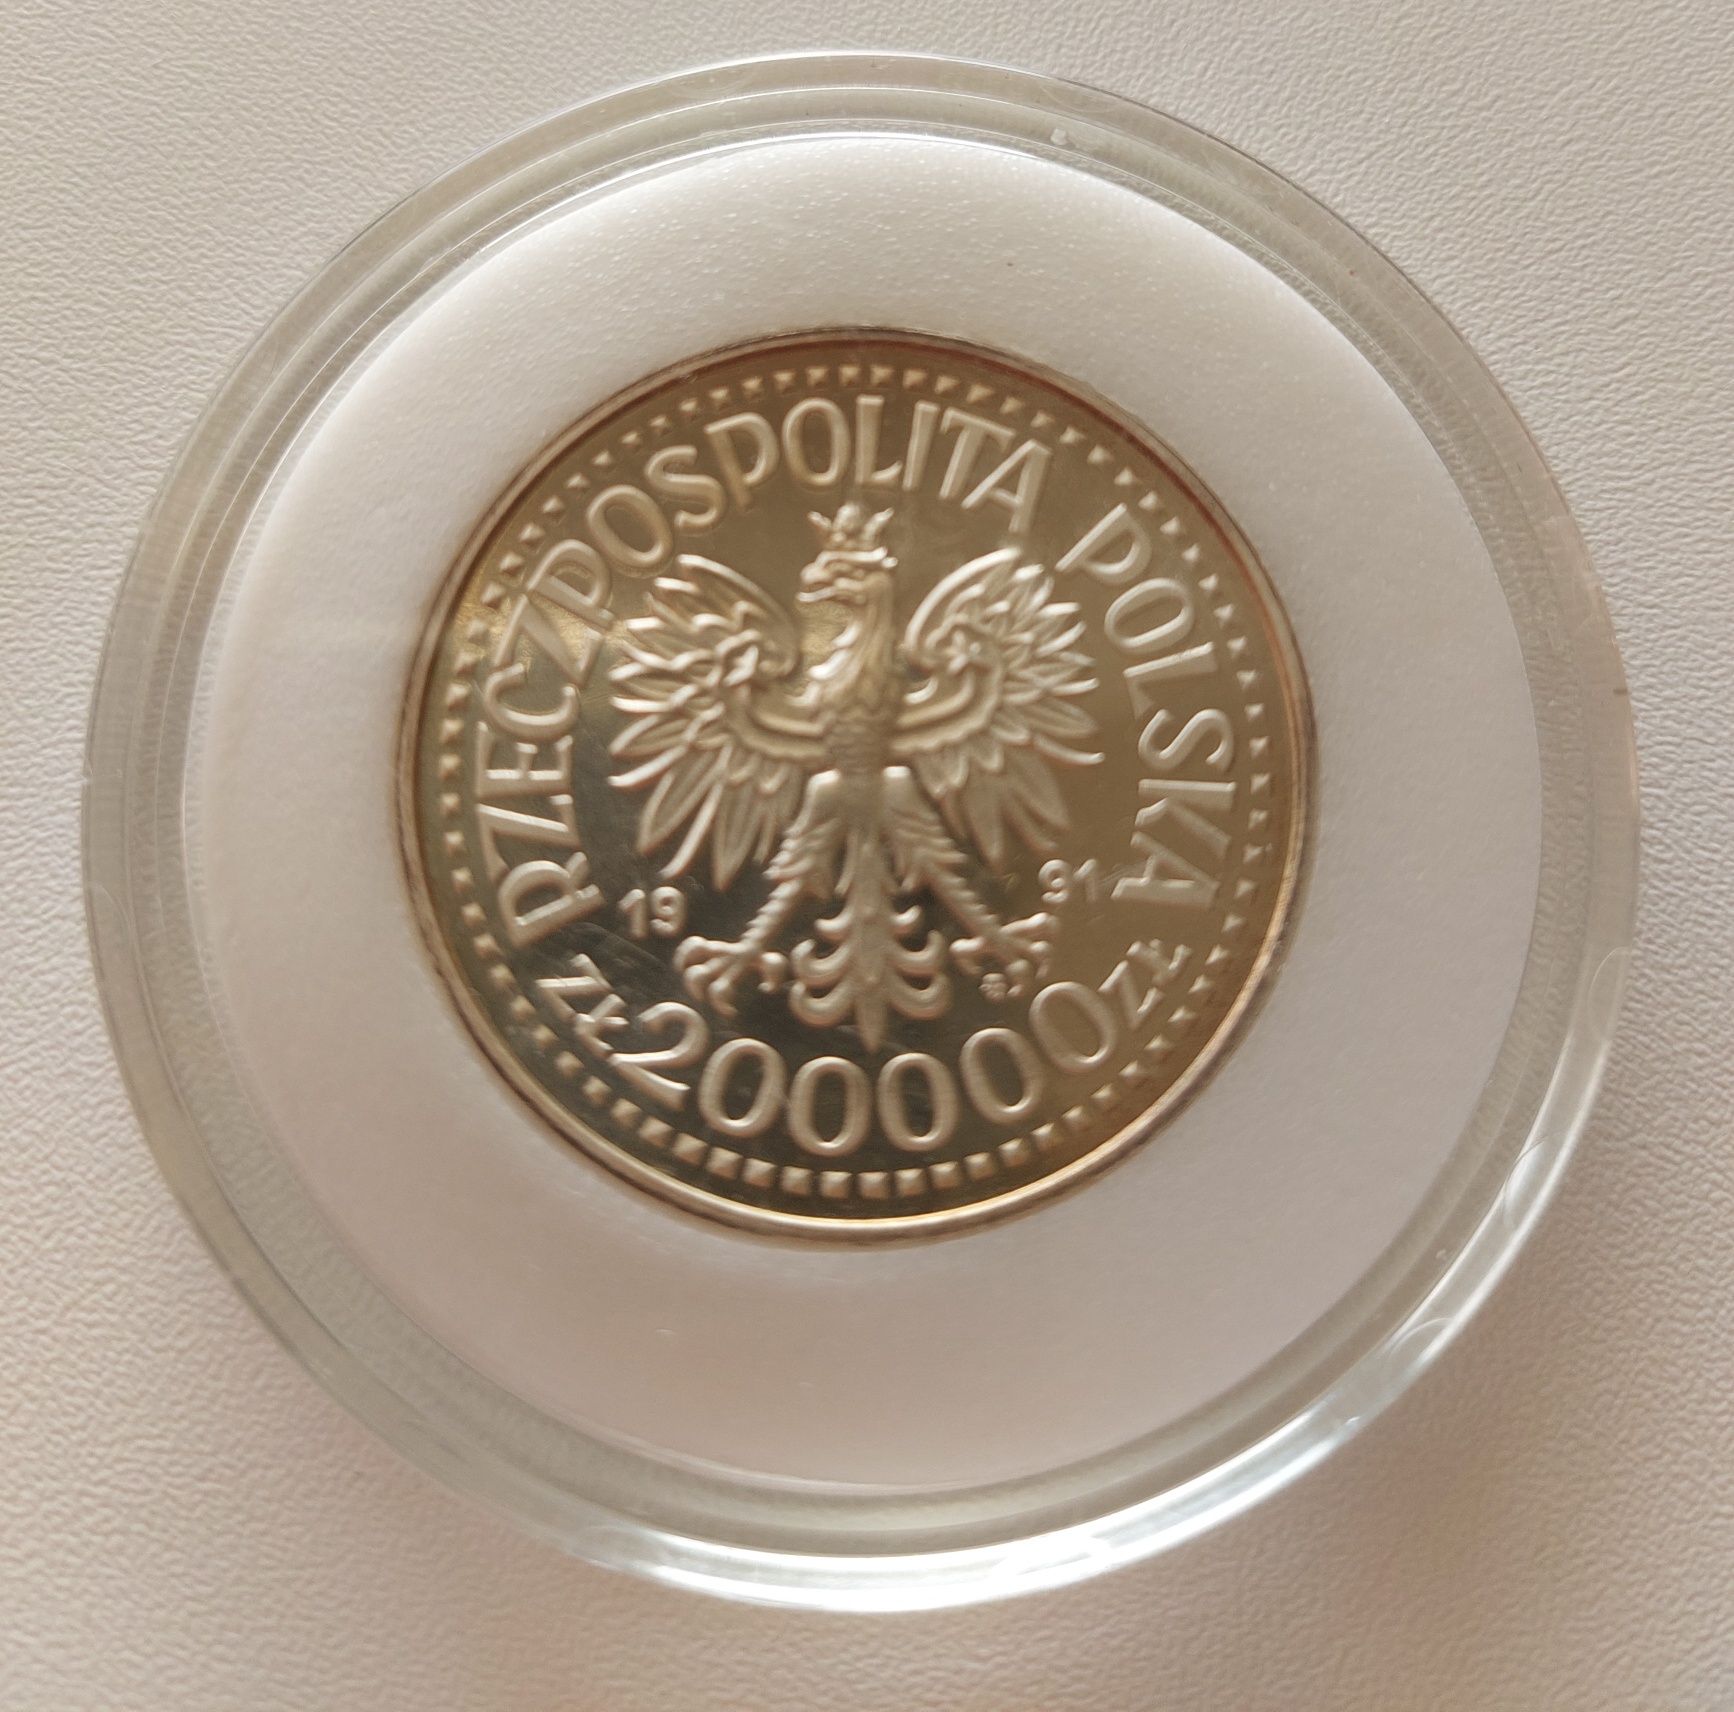 RZECZPOSPOLITA POLSKA
19 91
ZŁ 200000 ZŁ